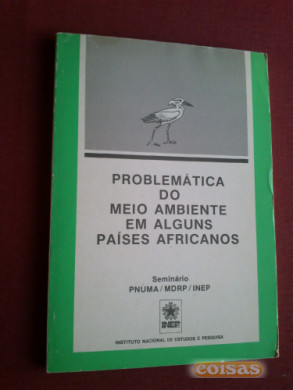 PROBLEMÁTICA
DO
MEIO AMBIENTE
EM ALGUNS
PAÍSES AFRICANOS
Seminário
PNUMA/MDRP/INEP
INEP
INSTITUTO NACIONAL DE ESTUDOS E PESQUISA
coisas